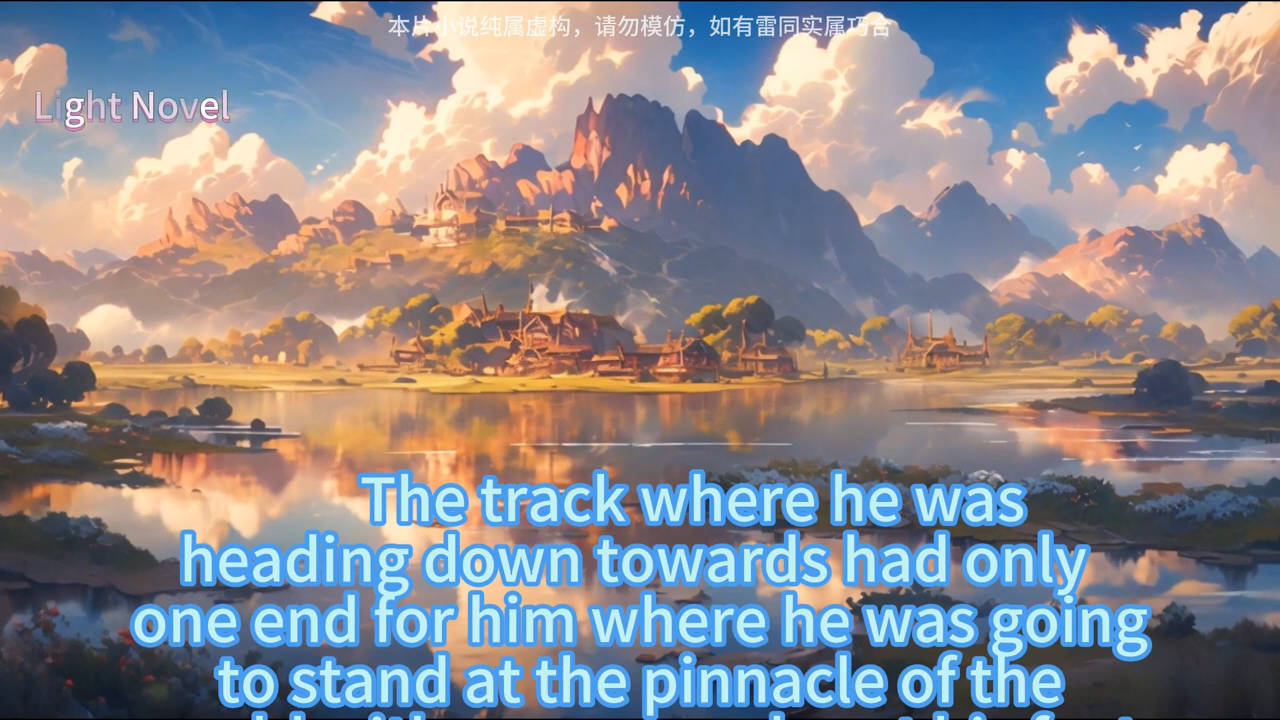 本片小说纯属虚构，请勿模仿，如有雷同实属巧合
Light Novel
The track where he was
heading down towards had only
one end for him where he was going
to stand at the pinnacle of the